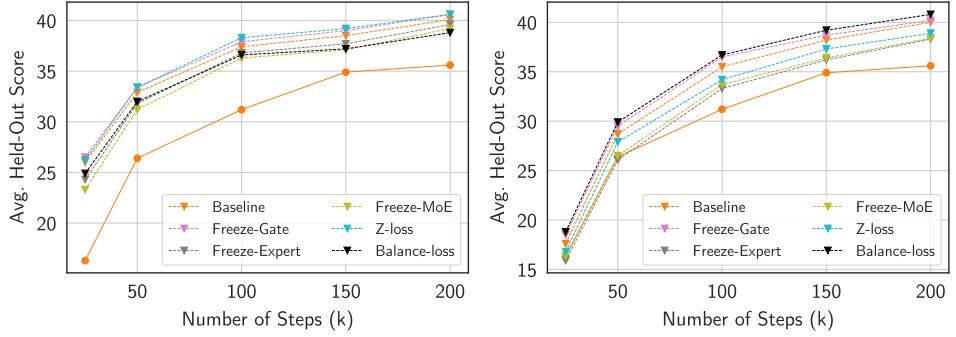 40
35
30
25
20
Avg. Held-Out Score
Baseline
Freeze-Gate
Freeze-Expert
Freeze-MoE
Z-loss
Balance-loss
50
100
150
200
Number of Steps (k)
40
35
30
25
20
15
Avg. Held-Out Score
Baseline
Freeze-Gate
Freeze-Expert
Freeze-MoE
Z-loss
Balance-loss
50
100
150
200
Number of Steps (k)